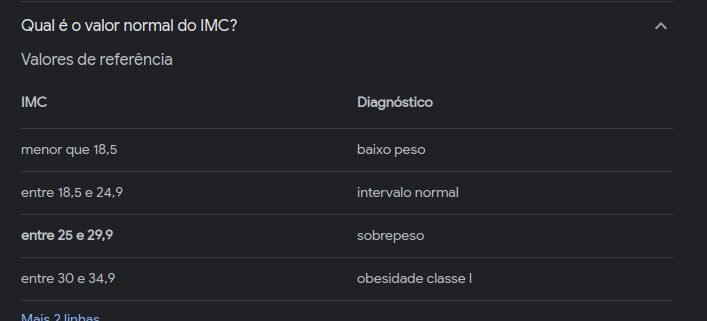 Qual é o valor normal do IMC?
Valores de referência
IMC Diagnóstico
menor que 18,5 baixo peso
entre 18,5 e 24,9 intervalo normal
entre 25 e 29,9 sobrepeso
entre 30 e 34,9 obesidade classe I
Mais 2 linhas